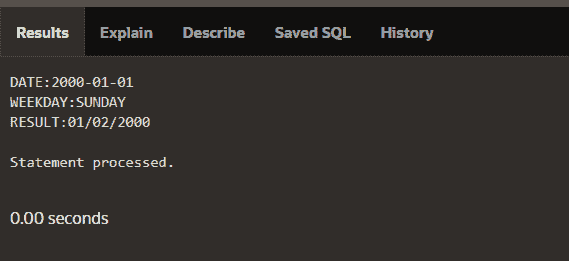 Results Explain Describe Saved SQL History
DATE:2000-01-01
WEEKDAY:SUNDAY
RESULT:01/02/2000
Statement processed.
0.00 seconds